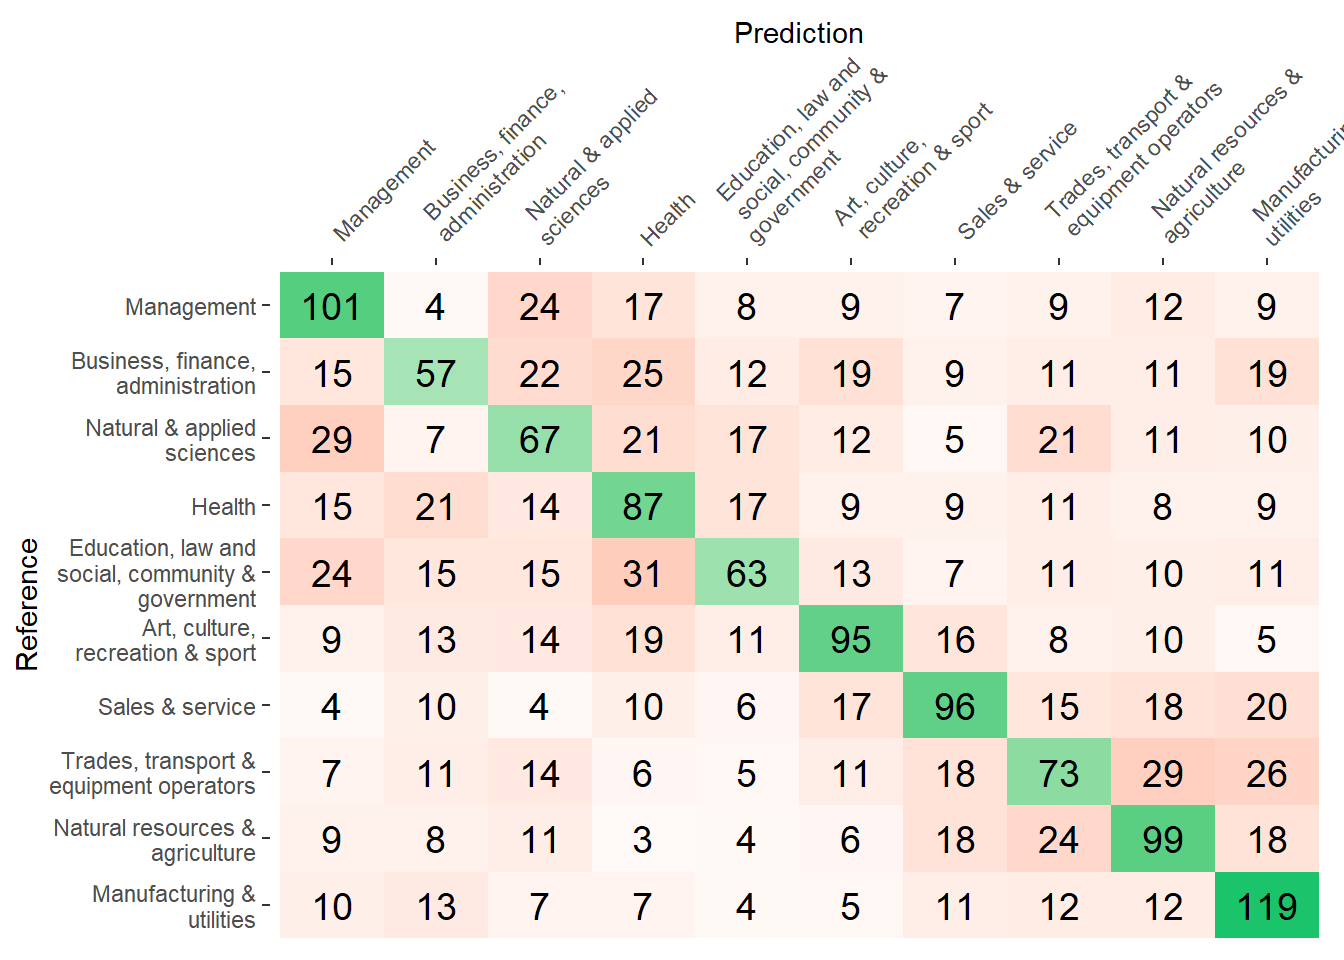 Prediction
Management
Business, finance,
administration
Natural & applied
sciences
Health
Education, law and
social, community &
government
Art, culture,
recreation & sport
Sales & service
Trades, transport &
equipment operators
Natural resources &
agriculture
Manufacturin
utilities
Reference
Management 101 4 24 17 8 9 7 9 12 9
Business, finance,
administration 15 57 22 25 12 19 9 11 11 19
Natural & applied
sciences 29 7 67 21 17 12 5 21 11 10
Health 15 21 14 87 17 9 9 11 8 9
Education, law and
social, community &
government 24 15 15 31 63 13 7 11 10 11
Art, culture,
recreation & sport 9 13 14 19 11 95 16 8 10 5
Sales & service 4 10 4 10 6 17 96 15 18 20
Trades, transport &
equipment operators 7 11 14 6 5 11 18 73 29 26
Natural resources &
agriculture 9 8 11 3 4 6 18 24 99 18
Manufacturing &
utilities 10 13 7 7 4 5 11 12 12 119